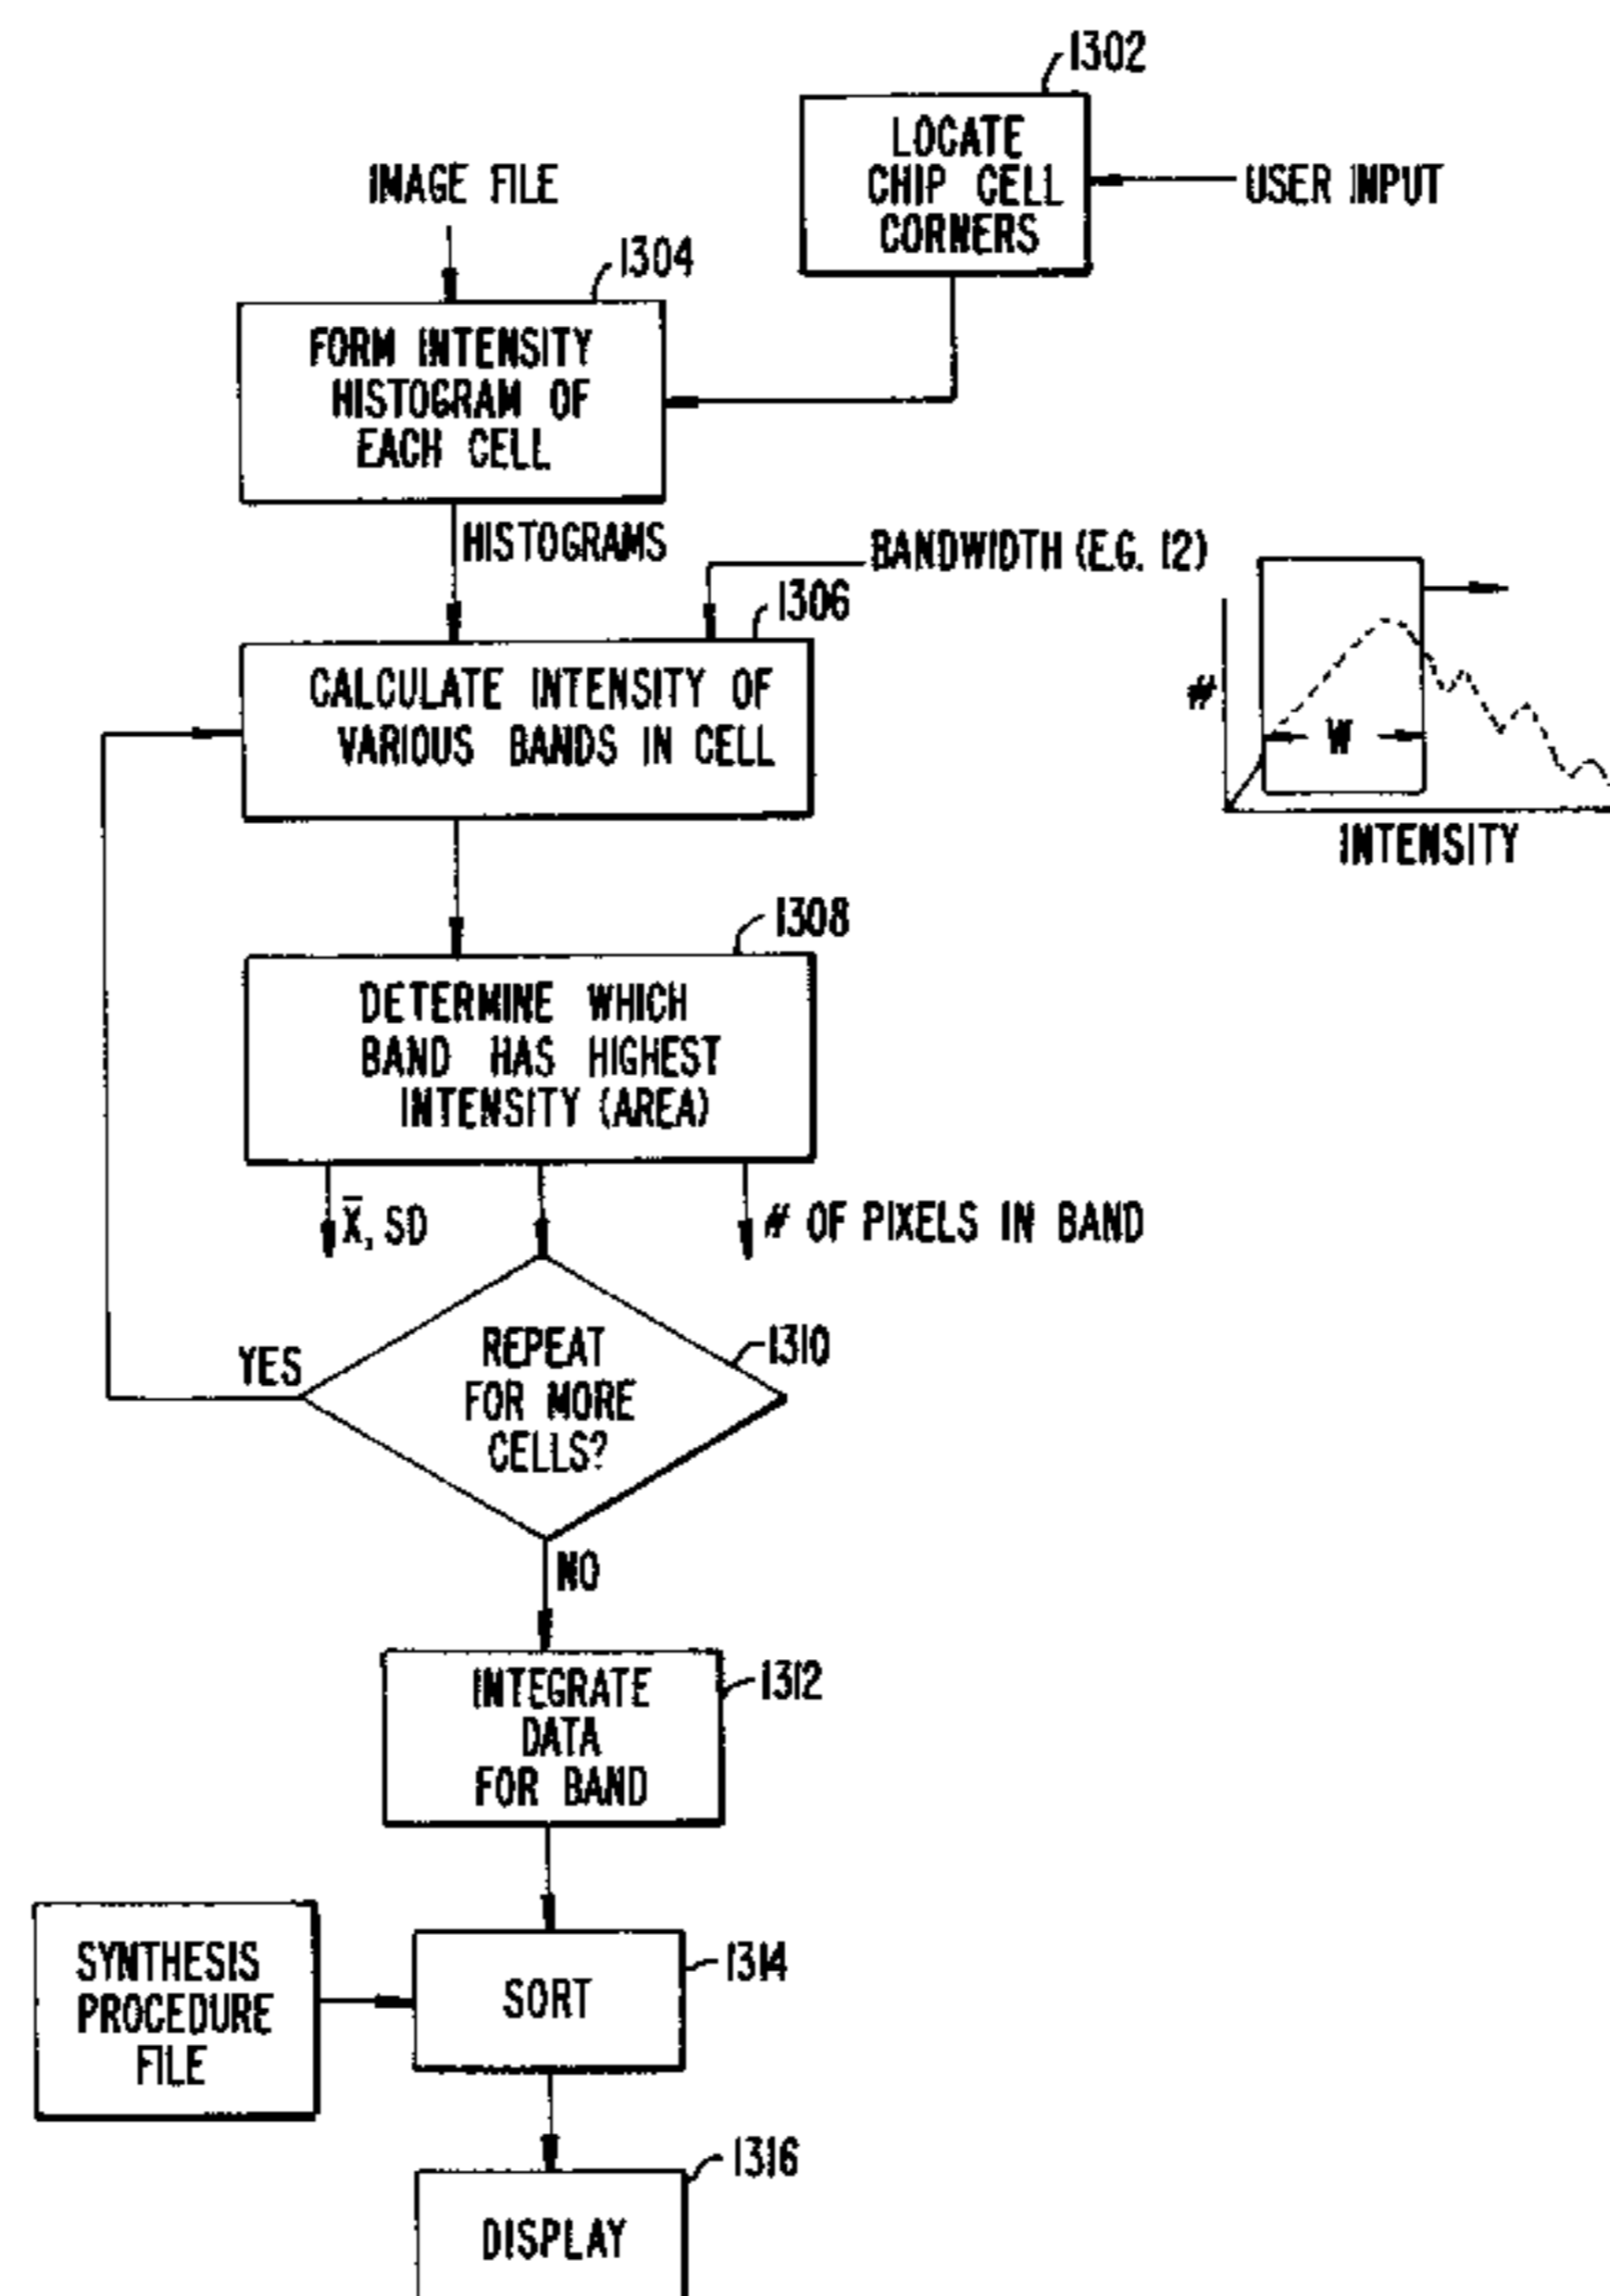 1302
LOCATE
CHIP CELL
CORNERS
USER INPUT
IMAGE FILE
1304
FORM INTENSITY
HISTOGRAM OF
EACH CELL
HISTOGRAMS
BANDWIDTH (E.G. 12)
1306
CALCULATE INTENSITY OF
VARIOUS BANDS IN CELL
#
W
INTENSITY
1308
DETERMINE WHICH
BAND HAS HIGHEST
INTENSITY (AREA)
X̄, SD
# OF PIXELS IN BAND
1310
REPEAT
FOR MORE
CELLS?
YES
NO
1312
INTEGRATE
DATA
FOR BAND
SYNTHESIS
PROCEDURE
FILE
1314
SORT
1316
DISPLAY